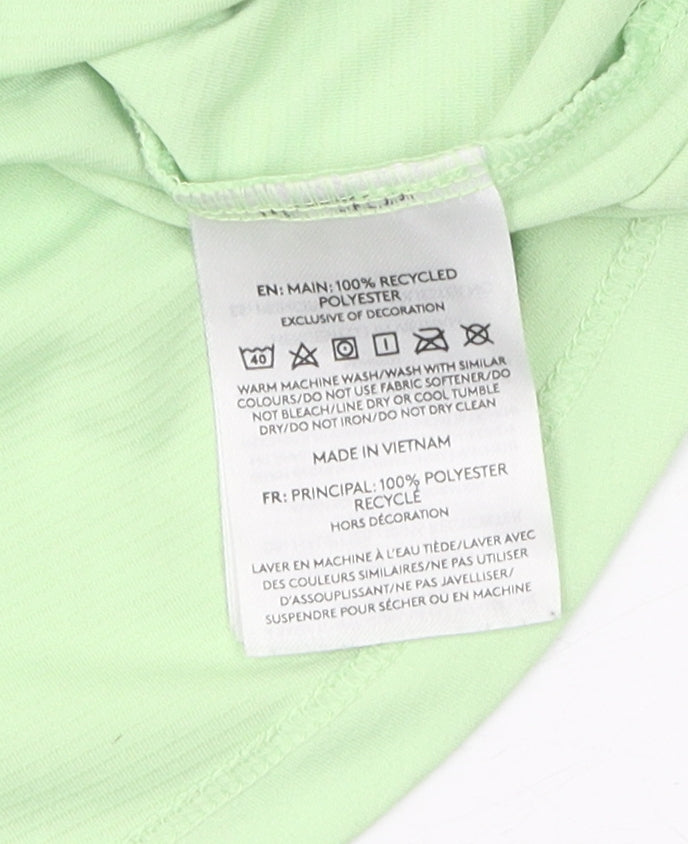 EN: MAIN: 100% RECYCLED
POLYESTER
EXCLUSIVE OF DECORATION
40
WARM MACHINE WASH/WASH WITH SIMILAR
COLOURS/DO NOT USE FABRIC SOFTENER/DO
NOT BLEACH/LINE DRY OR COOL TUMBLE
DRY/DO NOT IRON/DO NOT DRY CLEAN
MADE IN VIETNAM
FR: PRINCIPAL: 100% POLYESTER
RECYCLÉ
HORS DÉCORATION
LAVER EN MACHINE À L'EAU TIÈDE/LAVER AVEC
DES COULEURS SIMILAIRES/NE PAS UTILISER
D'ASSOUPLISSANT/NE PAS JAVELLISER/
SUSPENDRE POUR SÉCHER OU EN MACHINE